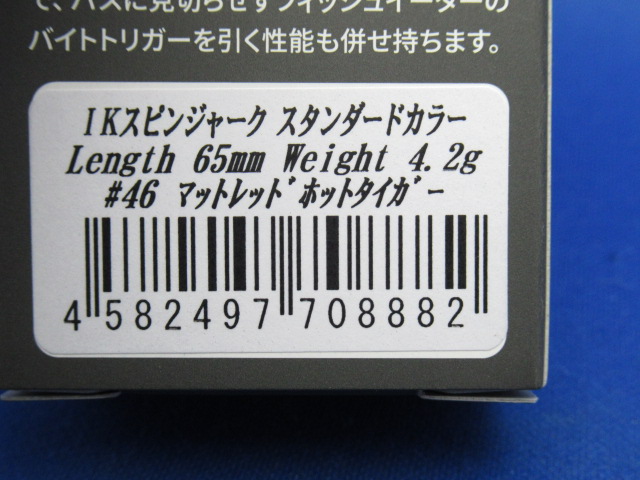 で、バスに見切らせずフィッシュイーターの
バイトトリガーを引く性能も併せ持ちます。
IKスピンジャーク スタンダードカラー
Length 65mm Weight 4.2g
#46 マットレッドホットタイガー
4 582497 708882